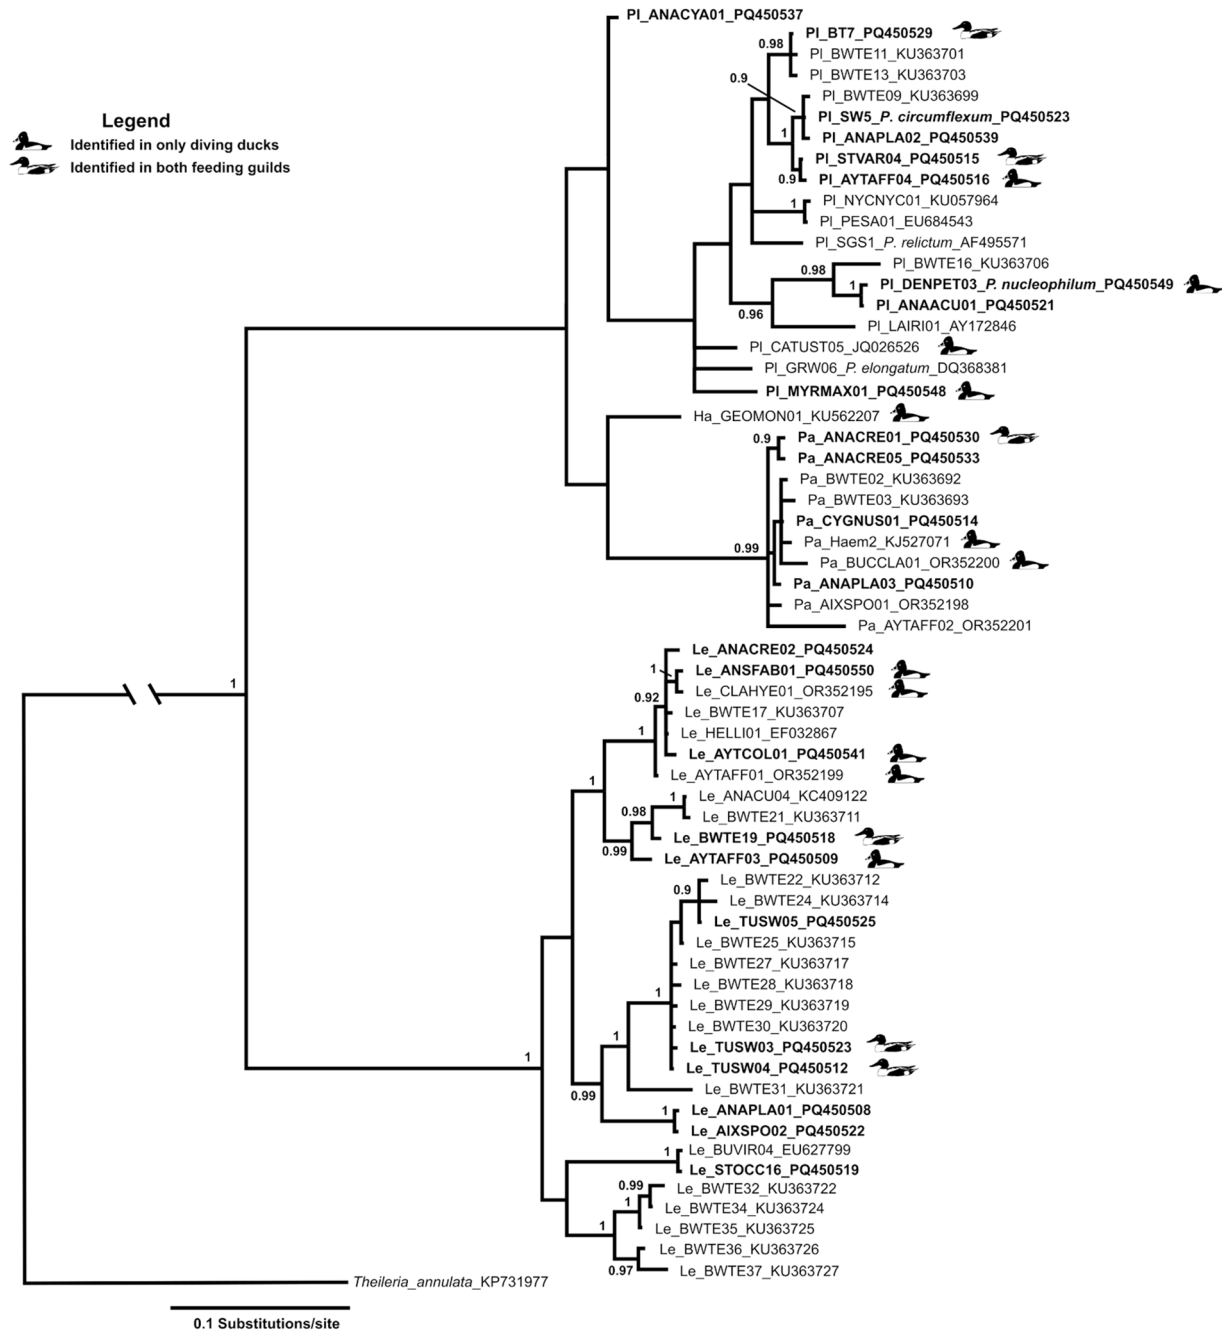 Pl_ANACYA01_PQ450537
Pl_BT7_PQ450529
0.98
Pl_BWTE11_KU363701
Pl_BWTE13_KU363703
0.9
Pl_BWTE09_KU363699
Legend
Pl_SW5_P. circumflexum_PQ450523
1
Pl_ANAPLA02_PQ450539
Identified in only diving ducks
Pl_STVAR04_PQ450515
Identified in both feeding guilds
0.9
Pl_AYTAFF04_PQ450516
1
Pl_NYCNYC01_KU057964
Pl_PESA01_EU684543
Pl_SGS1_P. relictum_AF495571
Pl_BWTE16_KU363706
0.98
Pl_DENPET03_P. nucleophilum_PQ450549
1
Pl_ANAACU01_PQ450521
0.96
Pl_LAIRI01_AY172846
Pl_CATUST05_JQ026526
Pl_GRW06_P. elongatum_DQ368381
Pl_MYRMAX01_PQ450548
Ha_GEOMON01_KU562207
0.9
Pa_ANACRE01_PQ450530
Pa_ANACRE05_PQ450533
Pa_BWTE02_KU363692
Pa_BWTE03_KU363693
Pa_CYGNUS01_PQ450514
Pa_Haem2_KJ527071
0.99
Pa_BUCCLA01_OR352200
Pa_ANAPLA03_PQ450510
Pa_AIXSPO01_OR352198
Pa_AYTAFF02_OR352201
Le_ANACRE02_PQ450524
1
Le_ANSFAB01_PQ450550
1
Le_CLAHYE01_OR352195
0.92
Le_BWTE17_KU363707
1
Le_HELLI01_EF032867
Le_AYTCOL01_PQ450541
Le_AYTAFF01_OR352199
1
1
Le_ANACU04_KC409122
0.98
Le_BWTE21_KU363711
Le_BWTE19_PQ450518
0.99
Le_AYTAFF03_PQ450509
Le_BWTE22_KU363712
0.9
Le_BWTE24_KU363714
Le_TUSW05_PQ450525
Le_BWTE25_KU363715
Le_BWTE27_KU363717
Le_BWTE28_KU363718
1
Le_BWTE29_KU363719
Le_BWTE30_KU363720
1
Le_TUSW03_PQ450523
1
Le_TUSW04_PQ450512
Le_BWTE31_KU363721
0.99
1
Le_ANAPLA01_PQ450508
Le_AIXSPO02_PQ450522
1
Le_BUVIR04_EU627799
Le_STOCC16_PQ450519
0.99
Le_BWTE32_KU363722
1
Le_BWTE34_KU363724
1
Le_BWTE35_KU363725
Le_BWTE36_KU363726
0.97
Le_BWTE37_KU363727
Theileria_annulata_KP731977
0.1 Substitutions/site